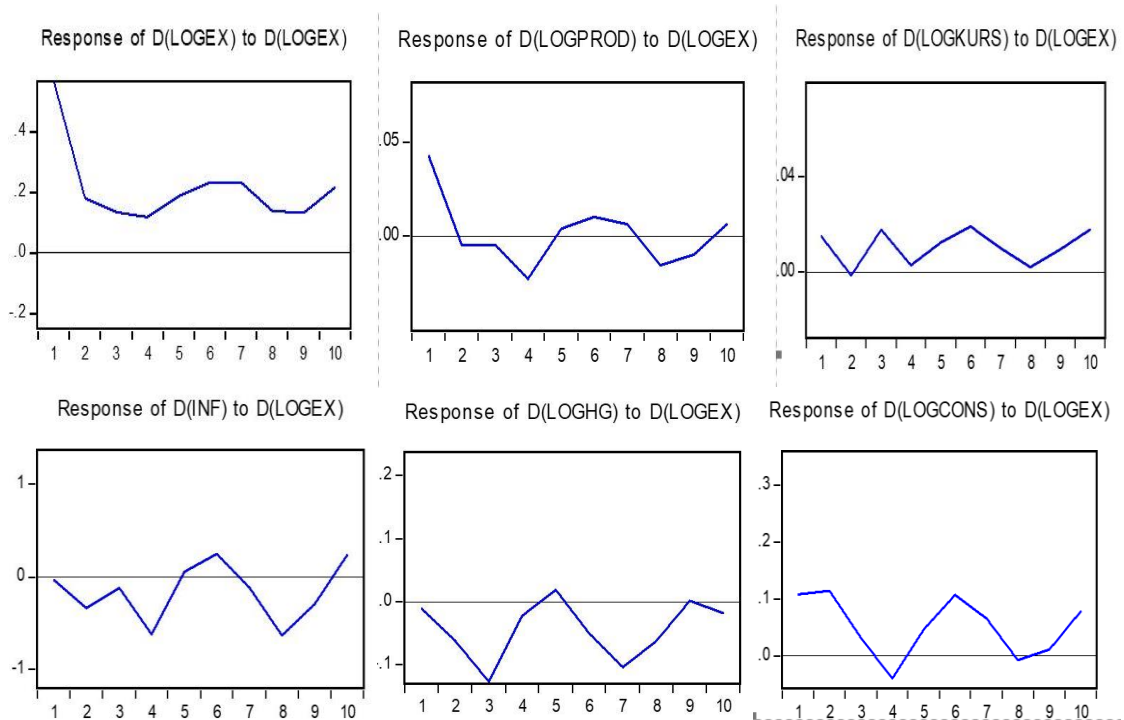 Response of D(LOGEX) to D(LOGEX)
.4
.2
.0
-.2
1 2 3 4 5 6 7 8 9 10
Response of D(LOGPROD) to D(LOGEX)
.05
.00
1 2 3 4 5 6 7 8 9 10
Response of D(LOGKURS) to D(LOGEX)
.04
.00
1 2 3 4 5 6 7 8 9 10
Response of D(INF) to D(LOGEX)
1
0
-1
1 2 3 4 5 6 7 8 9 10
Response of D(LOGHG) to D(LOGEX)
.2
.1
.0
-.1
1 2 3 4 5 6 7 8 9 10
Response of D(LOGCONS) to D(LOGEX)
.3
.2
.1
.0
1 2 3 4 5 6 7 8 9 10